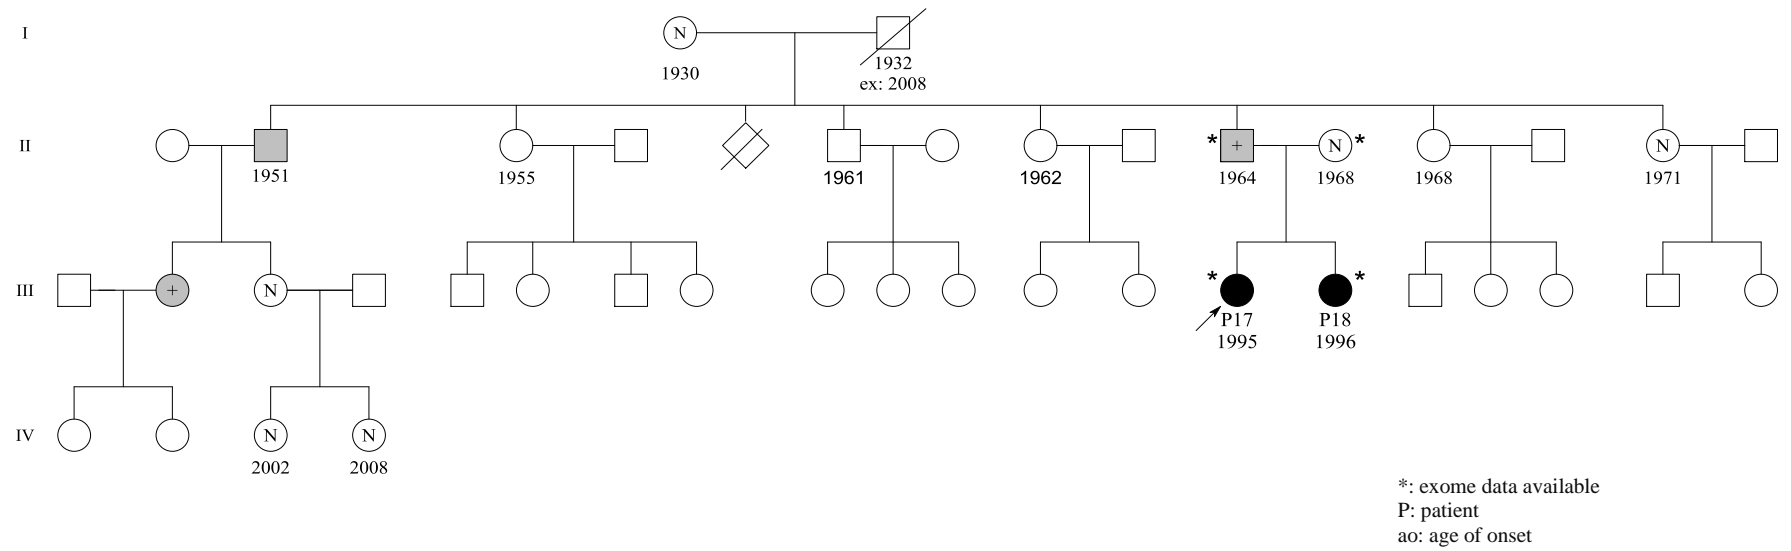 I
N
1930
1932
ex: 2008
II
* + N * N
1951 1955 1961 1962 1964 1968 1968 1971
III
+ N * *
P17 P18
1995 1996
IV
N N
2002 2008
*: exome data available
P: patient
ao: age of onset